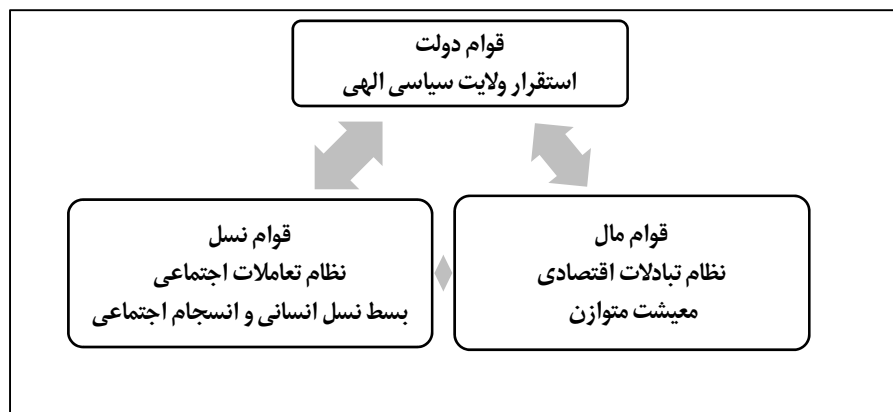 قوام دولت
استقرار ولایت سیاسی الهی
قوام مال
نظام تبادلات اقتصادی
معیشت متوازن
قوام نسل
نظام تعاملات اجتماعی
بسط نسل انسانی و انسجام اجتماعی